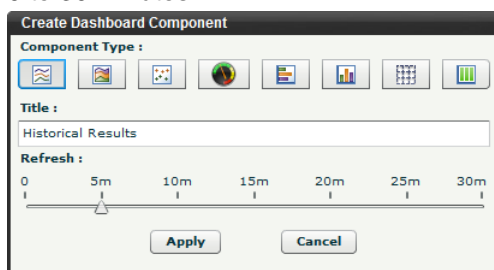 Create Dashboard Component
Component Type :
Title :
Historical Results
Refresh :
0 5m 10m 15m 20m 25m 30m
Apply Cancel